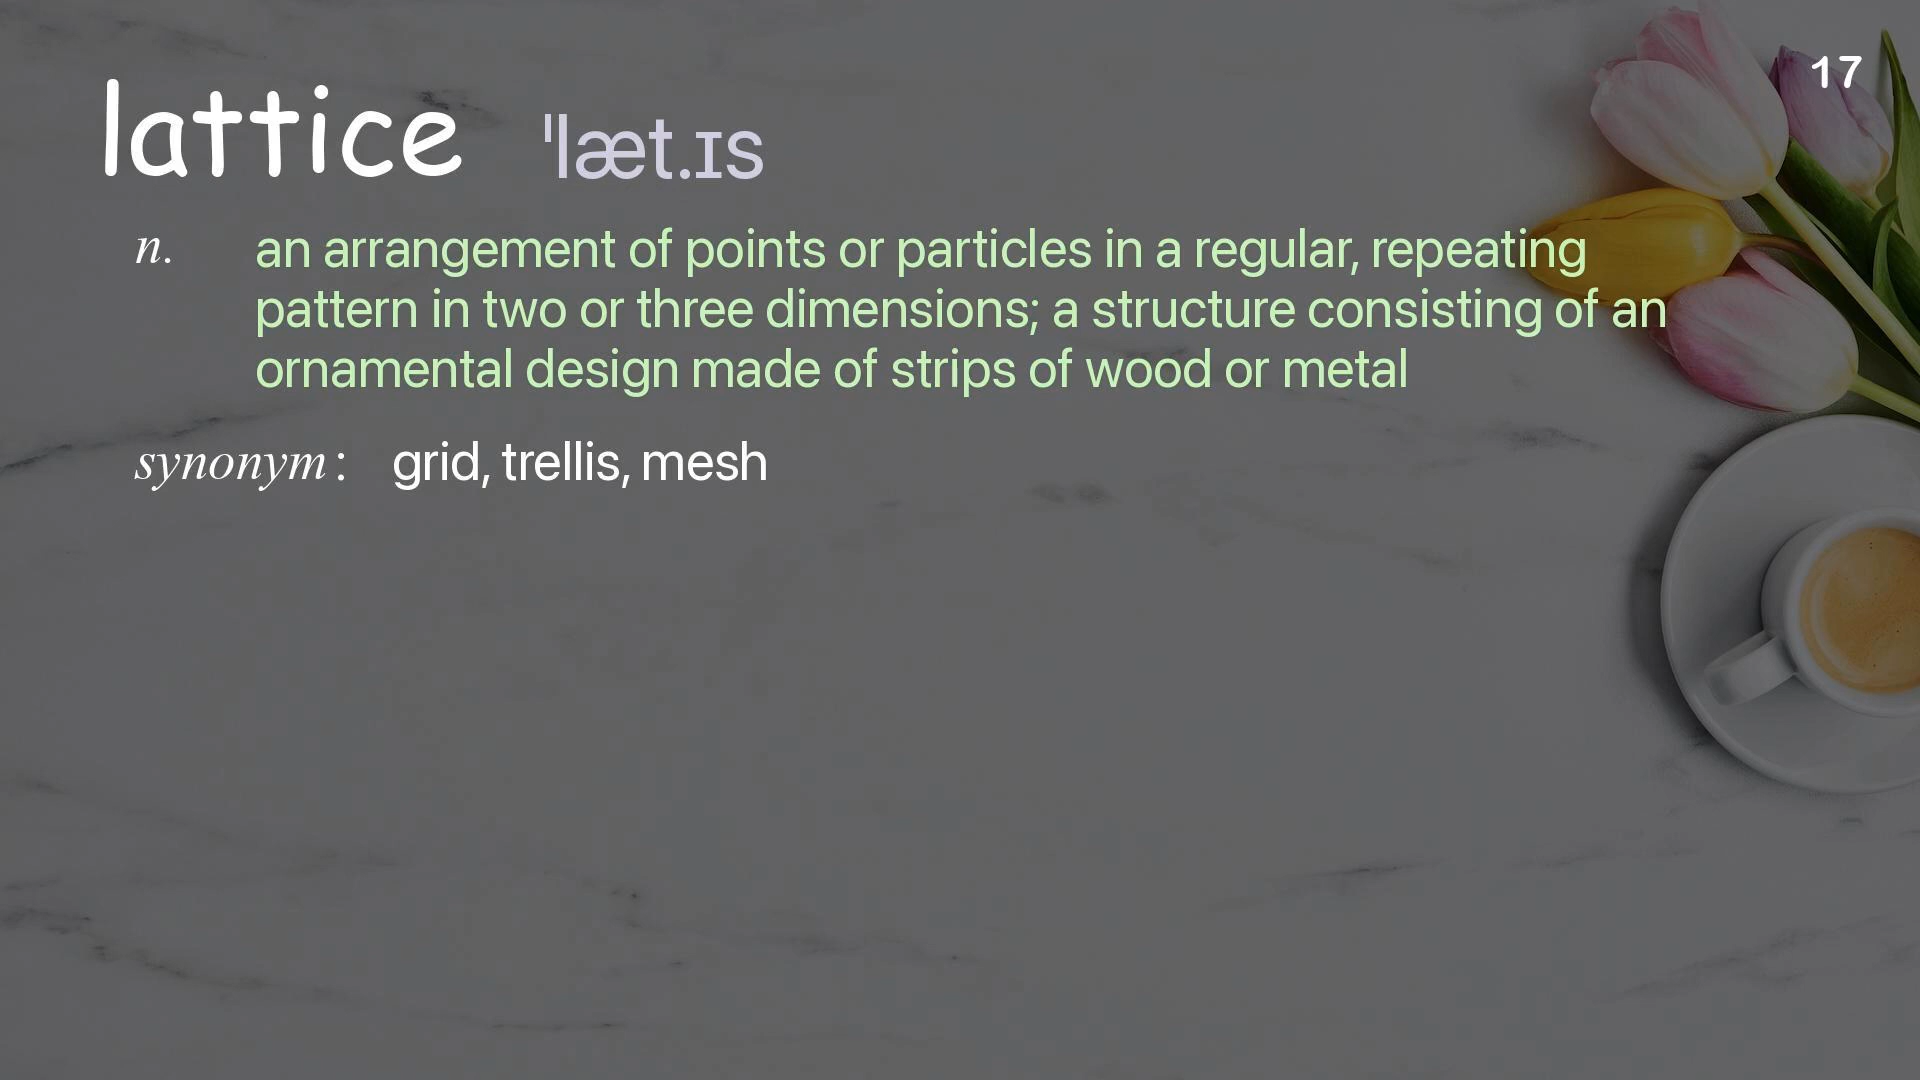 17
lattice ˈlæt.ɪs
n. an arrangement of points or particles in a regular, repeating
pattern in two or three dimensions; a structure consisting of an
ornamental design made of strips of wood or metal
synonym: grid, trellis, mesh